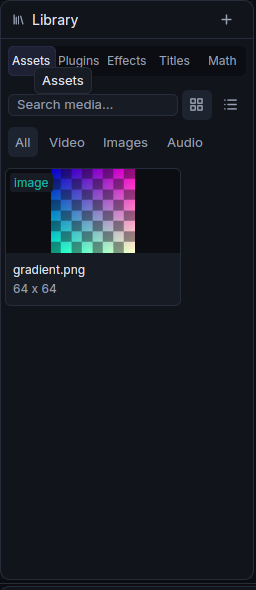 Library
Assets Plugins Effects Titles Math
Assets
Search media...
All Video Images Audio
image
gradient.png
64 x 64